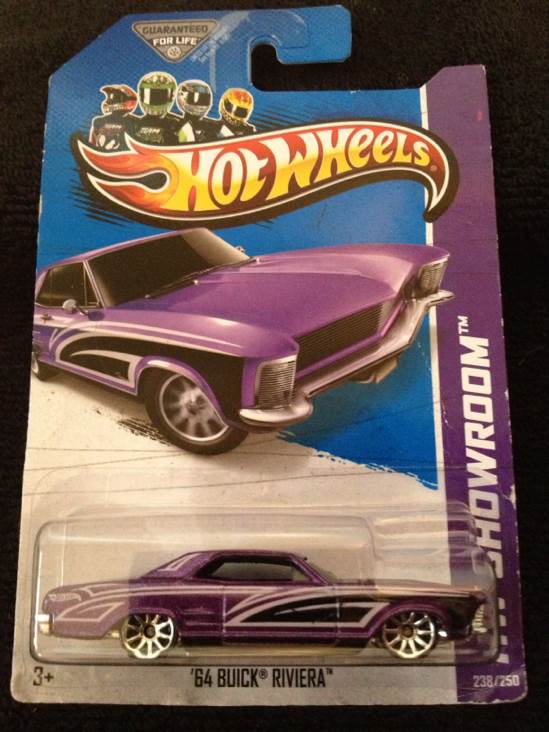 GUARANTEED
FOR LIFE
HOT WHEELS
SHOWROOM™
3+
'64 BUICK® RIVIERA™
238/250